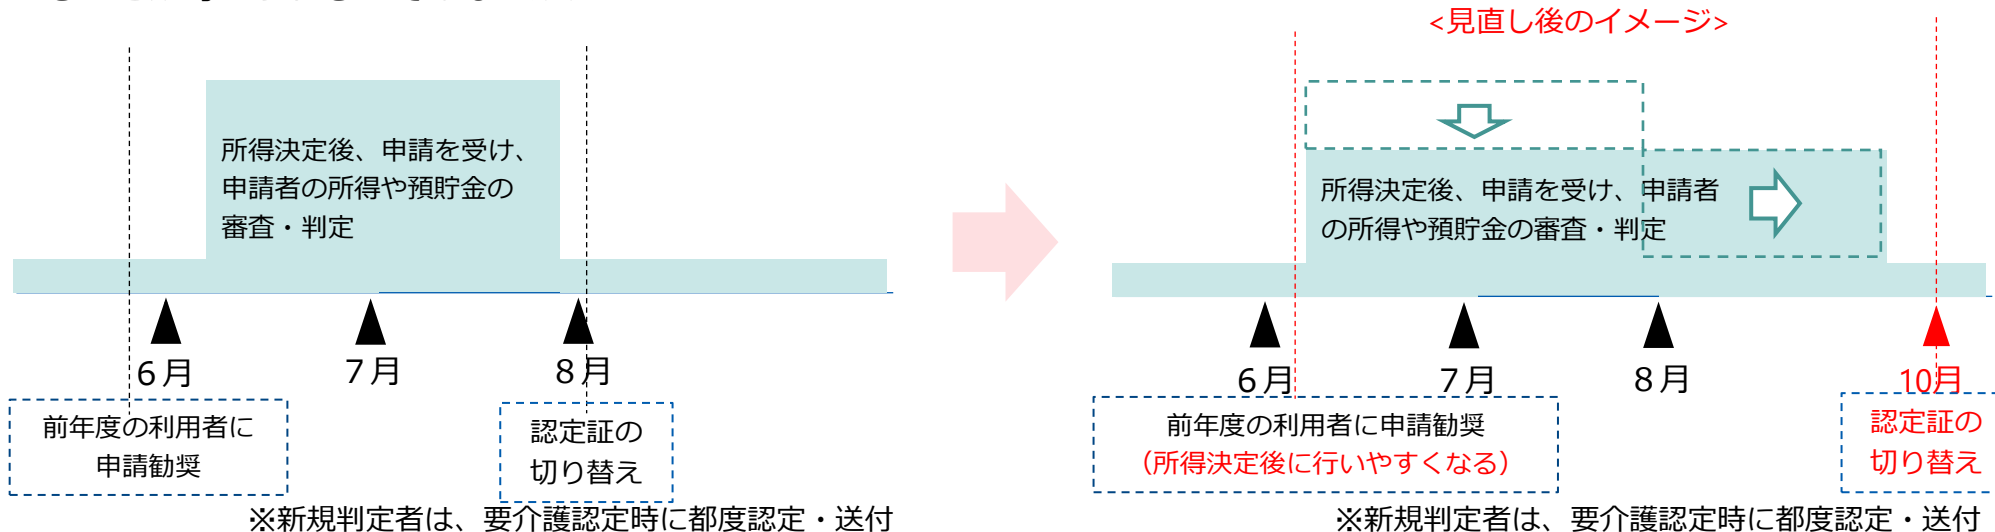 所得決定後、申請を受け、
申請者の所得や預貯金の
審査・判定
6月
7月
8月
前年度の利用者に
申請勧奨
認定証の
切り替え
※新規判定者は、要介護認定時に都度認定・送付
<見直し後のイメージ>
所得決定後、申請を受け、申請者
の所得や預貯金の審査・判定
6月
7月
8月
10月
前年度の利用者に申請勧奨
（所得決定後に行いやすくなる）
認定証の
切り替え
※新規判定者は、要介護認定時に都度認定・送付